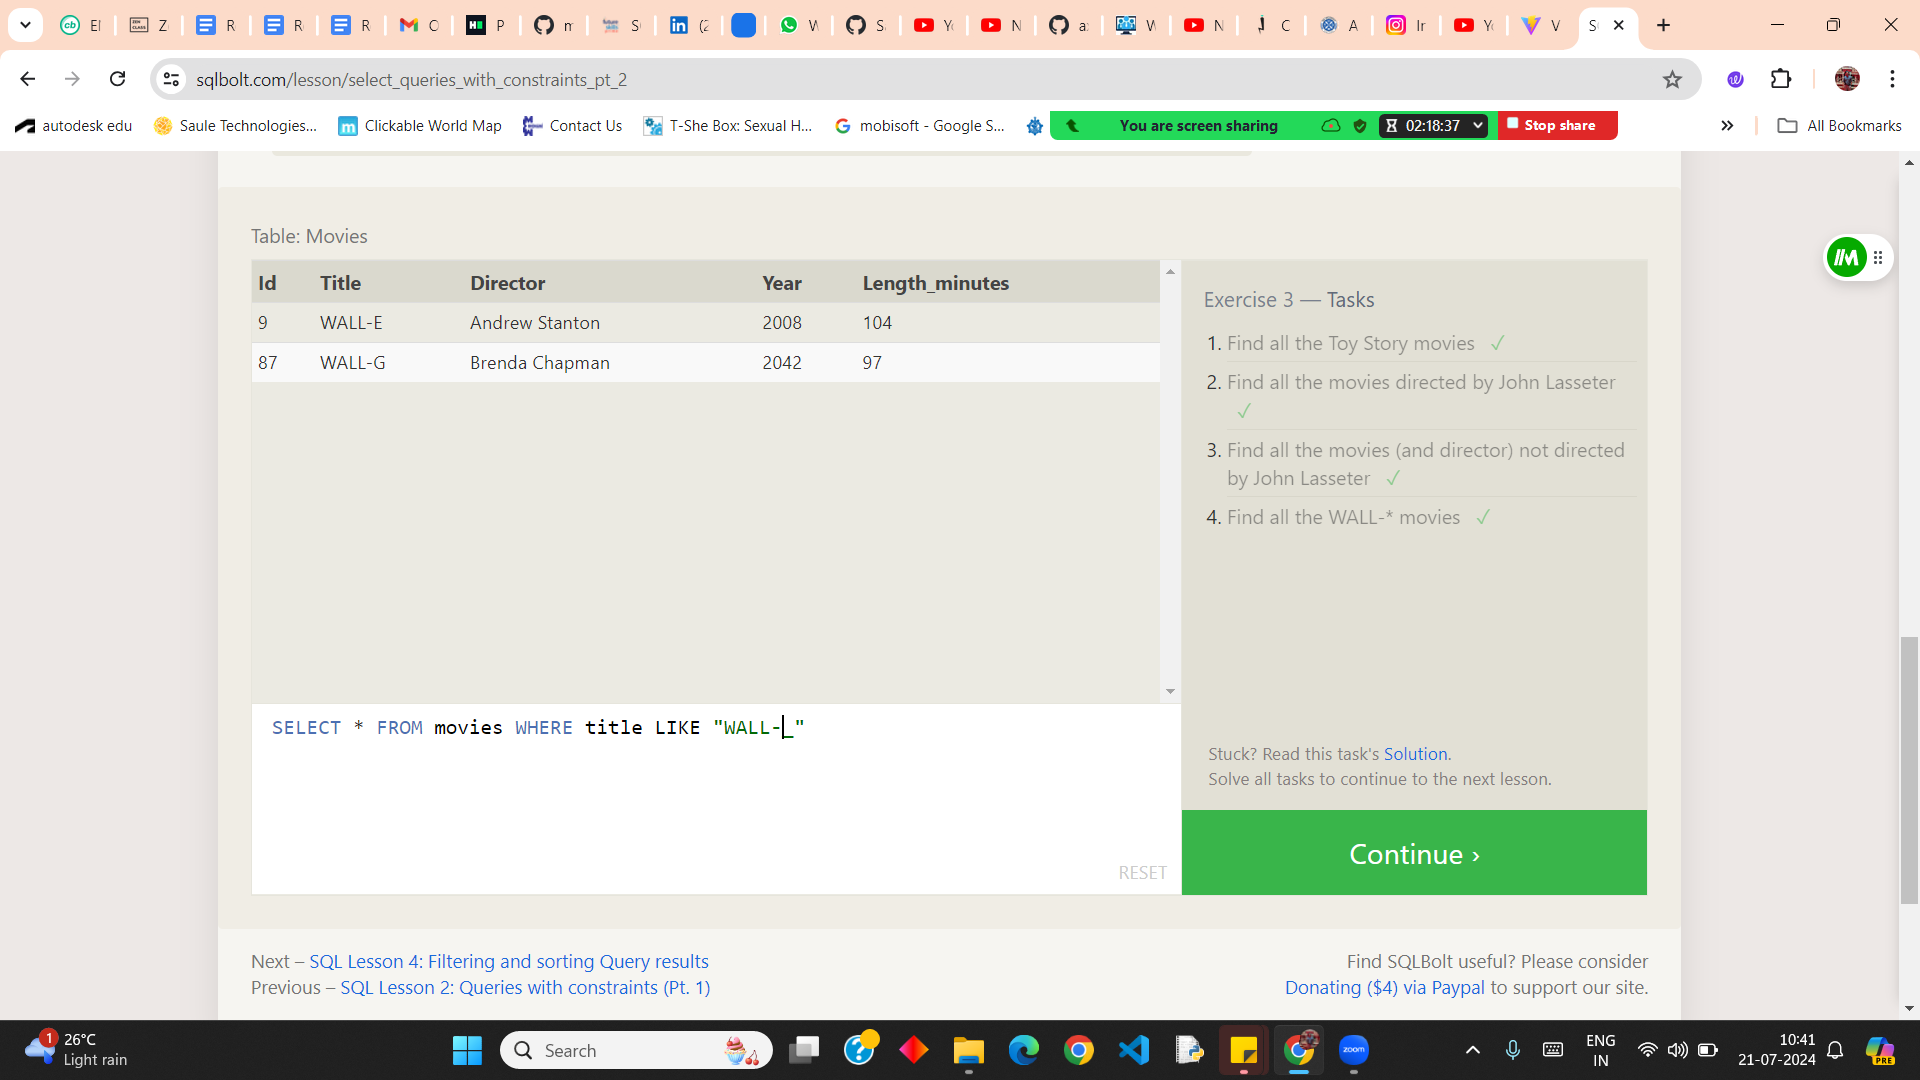 El
Z
R
R
R
O
P
m
S
(2
W
S
Y
N
a
W
N
C
A
Ir
Y
V
S
sqlbolt.com/lesson/select_queries_with_constraints_pt_2
autodesk edu
Saule Technologies...
Clickable World Map
Contact Us
T-She Box: Sexual H...
mobisoft - Google S...
You are screen sharing
02:18:37
Stop share
All Bookmarks
Table: Movies
Id Title Director Year Length_minutes
9 WALL-E Andrew Stanton 2008 104
87 WALL-G Brenda Chapman 2042 97
Exercise 3 — Tasks
1. Find all the Toy Story movies ✓
2. Find all the movies directed by John Lasseter
✓
3. Find all the movies (and director) not directed
by John Lasseter ✓
4. Find all the WALL-* movies ✓
SELECT * FROM movies WHERE title LIKE "WALL-_"
RESET
Stuck? Read this task's Solution.
Solve all tasks to continue to the next lesson.
Continue ›
Next – SQL Lesson 4: Filtering and sorting Query results
Previous – SQL Lesson 2: Queries with constraints (Pt. 1)
Find SQLBolt useful? Please consider
Donating ($4) via Paypal to support our site.
1
26°C
Light rain
Search
zoom
ENG
IN
10:41
21-07-2024
PRE